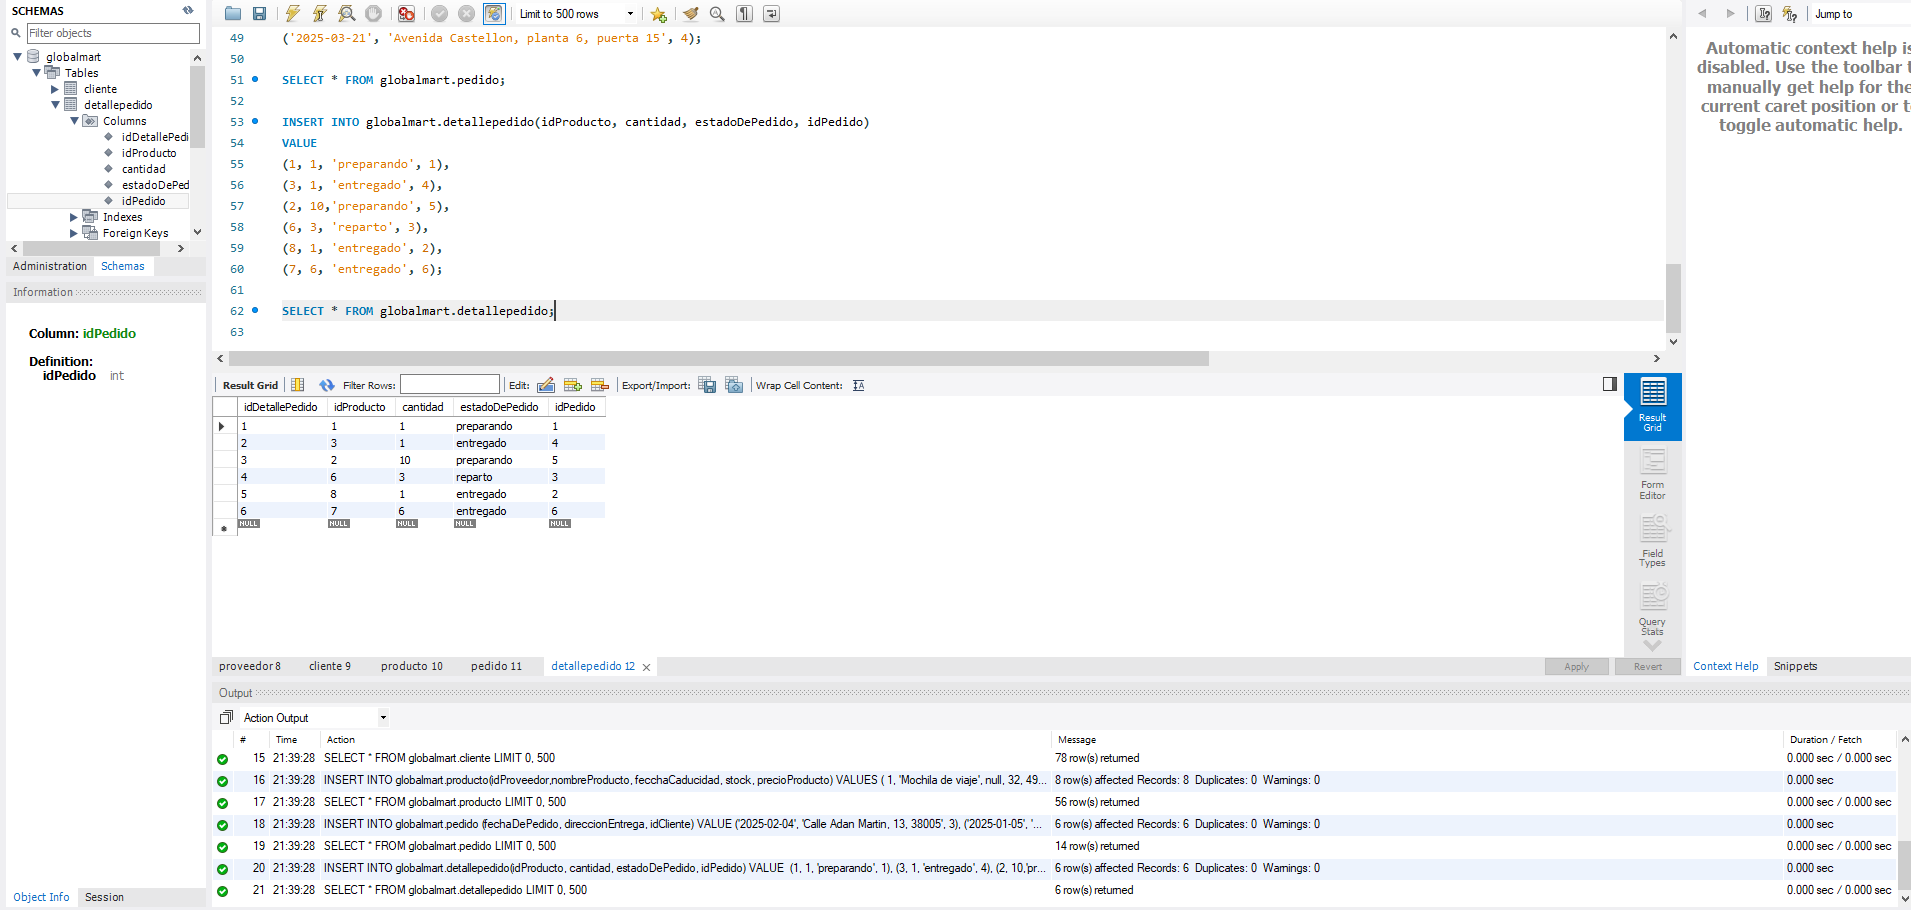 SCHEMAS
Filter objects
globalmart
Tables
cliente
detallepedido
Columns
idDetallePedi
idProducto
cantidad
estadoDePed
idPedido
Indexes
Foreign Keys
Administration Schemas
Information
Column: idPedido
Definition:
idPedido int
Object Info Session
Limit to 500 rows
49 ('2025-03-21', 'Avenida Castellon, planta 6, puerta 15', 4);
50
51 SELECT * FROM globalmart.pedido;
52
53 INSERT INTO globalmart.detallepedido(idProducto, cantidad, estadoDePedido, idPedido)
54 VALUE
55 (1, 1, 'preparando', 1),
56 (3, 1, 'entregado', 4),
57 (2, 10,'preparando', 5),
58 (6, 3, 'reparto', 3),
59 (8, 1, 'entregado', 2),
60 (7, 6, 'entregado', 6);
61
62 SELECT * FROM globalmart.detallepedido;
63
Result Grid Filter Rows: Edit: Export/Import: Wrap Cell Content:
idDetallePedido idProducto cantidad estadoDePedido idPedido
1 1 1 preparando 1
2 3 1 entregado 4
3 2 10 preparando 5
4 6 3 reparto 3
5 8 1 entregado 2
6 7 6 entregado 6
NULL NULL NULL NULL NULL
Result
Grid
Form
Editor
Field
Types
Query
Stats
proveedor 8 cliente 9 producto 10 pedido 11 detallepedido 12 Apply Revert
Output
Action Output
# Time Action Message Duration / Fetch
15 21:39:28 SELECT * FROM globalmart.cliente LIMIT 0, 500 78 row(s) returned 0.000 sec / 0.000 sec
16 21:39:28 INSERT INTO globalmart.producto(idProveedor,nombreProducto, fecchaCaducidad, stock, precioProducto) VALUES ( 1, 'Mochila de viaje', null, 32, 49... 8 row(s) affected Records: 8 Duplicates: 0 Warnings: 0 0.000 sec
17 21:39:28 SELECT * FROM globalmart.producto LIMIT 0, 500 56 row(s) returned 0.000 sec / 0.000 sec
18 21:39:28 INSERT INTO globalmart.pedido (fechaDePedido, direccionEntrega, idCliente) VALUE ('2025-02-04', 'Calle Adan Martin, 13, 38005', 3), ('2025-01-05', '... 6 row(s) affected Records: 6 Duplicates: 0 Warnings: 0 0.000 sec
19 21:39:28 SELECT * FROM globalmart.pedido LIMIT 0, 500 14 row(s) returned 0.000 sec / 0.000 sec
20 21:39:28 INSERT INTO globalmart.detallepedido(idProducto, cantidad, estadoDePedido, idPedido) VALUE (1, 1, 'preparando', 1), (3, 1, 'entregado', 4), (2, 10,'pr... 6 row(s) affected Records: 6 Duplicates: 0 Warnings: 0 0.000 sec
21 21:39:28 SELECT * FROM globalmart.detallepedido LIMIT 0, 500 6 row(s) returned 0.000 sec / 0.000 sec
Jump to
Automatic context help is
disabled. Use the toolbar t
manually get help for the
current caret position or t
toggle automatic help.
Context Help Snippets